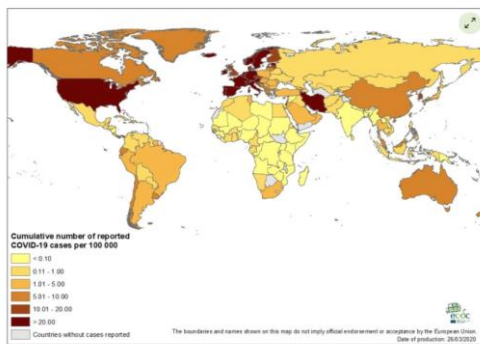 Cumulative number of reported
COVID-19 cases per 100 000
< 0.10
0.11 - 1.00
1.01 - 5.00
5.01 - 10.00
10.01 - 20.00
> 20.00
Countries without cases reported
ecdc
The boundaries and names shown on this map do not imply official endorsement or acceptance by the European Union.
Date of production: 26/03/2020